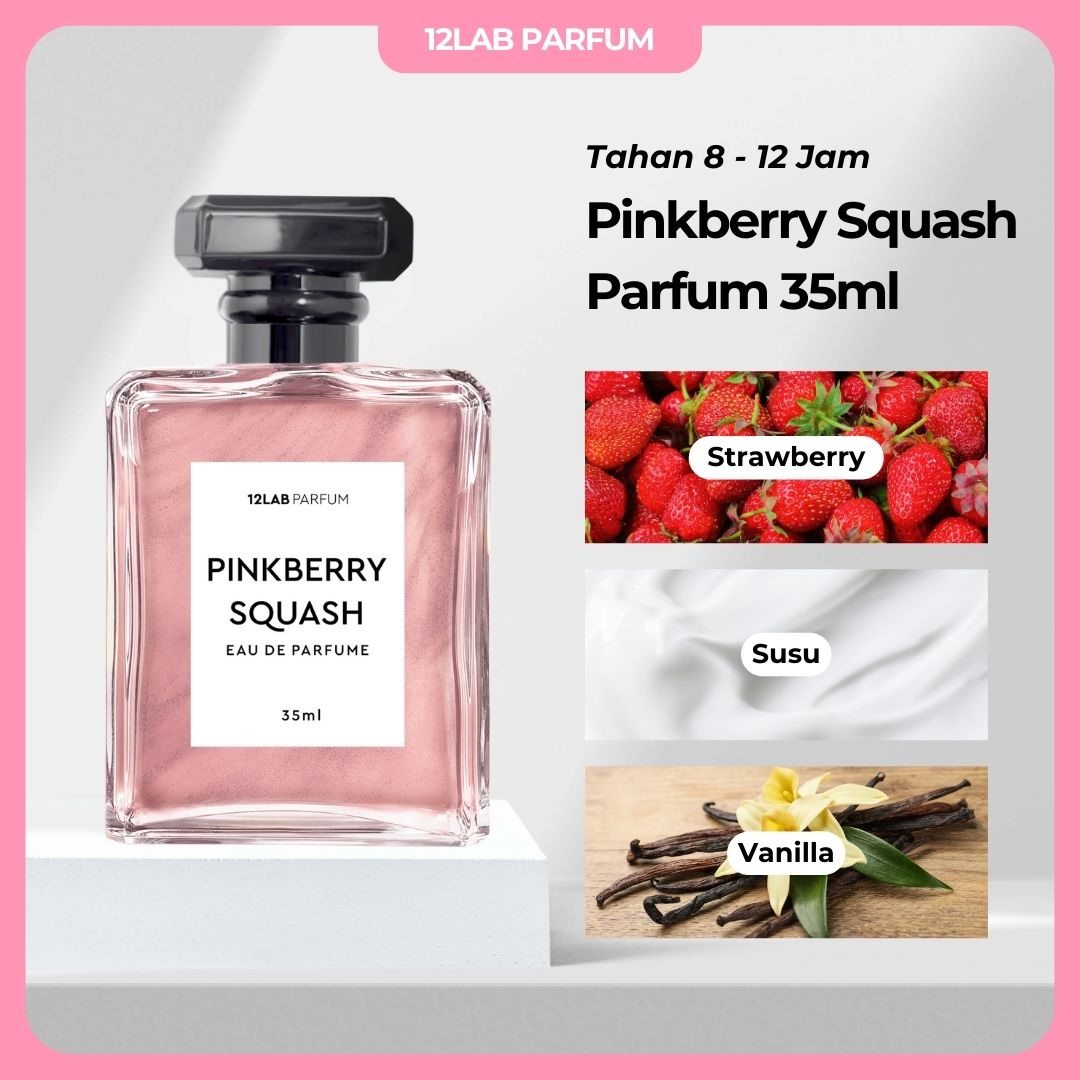 12LAB PARFUM
Tahan 8 - 12 Jam
Pinkberry Squash
Parfum 35ml
12LAB PARFUM
PINKBERRY
SQUASH
EAU DE PARFUME
35ml
Strawberry
Susu
Vanilla